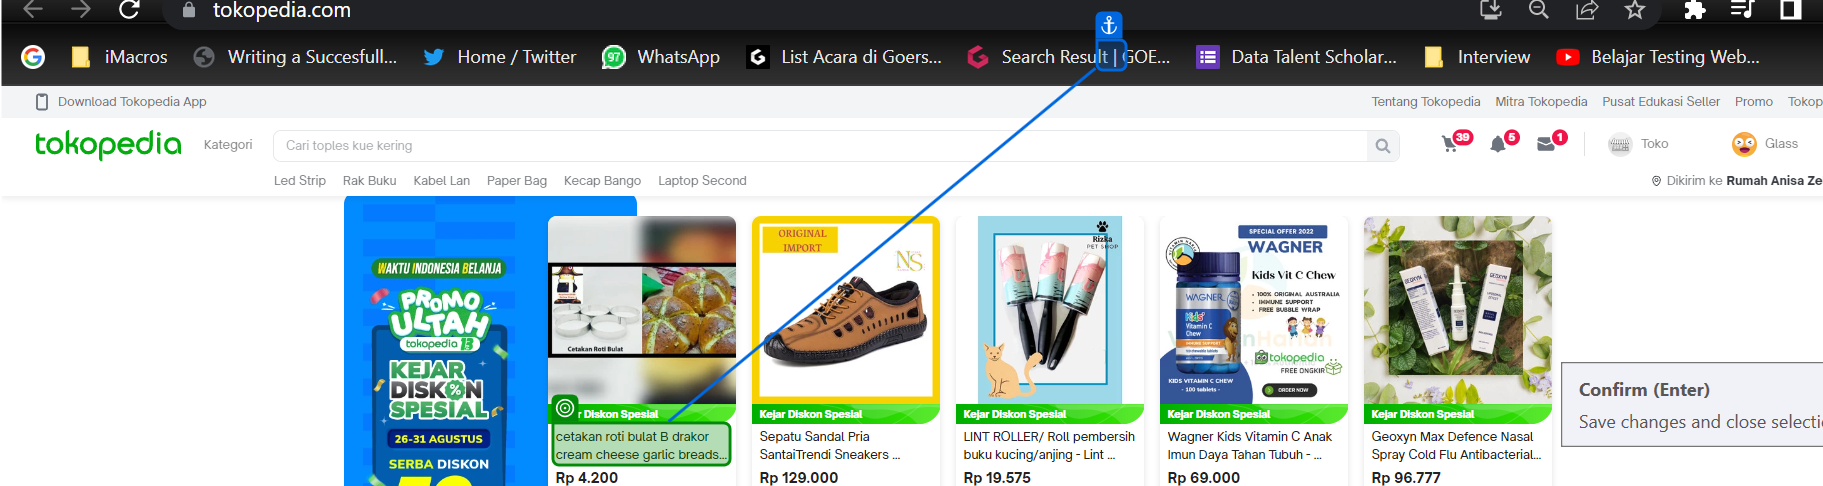 tokopedia.com
iMacros
Writing a Succesfull...
Home / Twitter
97
WhatsApp
List Acara di Goers...
Search Result | GOE...
Data Talent Scholar...
Interview
Belajar Testing Web...
Download Tokopedia App
Tentang Tokopedia
Mitra Tokopedia
Pusat Edukasi Seller
Promo
Tokop
tokopedia
Kategori
Cari toples kue kering
39
5
1
Toko
Glass
Led Strip
Rak Buku
Kabel Lan
Paper Bag
Kecap Bango
Laptop Second
Dikirim ke Rumah Anisa Ze
WAKTU INDONESIA BELANJA
PROMO
ULTAH
tokopedia 13
KEJAR
DISKON
SPESIAL
26-31 AGUSTUS
SERBA DISKON
Cetakan Roti Bulat
r Diskon Spesial
cetakan roti bulat B drakor
cream cheese garlic breads...
Rp 4.200
ORIGINAL
IMPORT
NS
Kejar Diskon Spesial
Sepatu Sandal Pria
SantaiTrendi Sneakers ...
Rp 129.000
Rizka
PET SHOP
Kejar Diskon Spesial
LINT ROLLER/ Roll pembersih
buku kucing/anjing - Lint ...
Rp 19.575
SPECIAL OFFER 2022
WAGNER
Kids Vit C Chew
100% ORIGINAL AUSTRALIA
IMMUNE SUPPORT
FREE BUBBLE WRAP
WAGNER
Kids'
Vitamin C
Chew
tokopedia
FREE ONGKIR
KIDS VITAMIN C CHEW
- 100 tablets -
ORDER NOW
Kejar Diskon Spesial
Wagner Kids Vitamin C Anak
Imun Daya Tahan Tubuh - ...
Rp 69.000
Kejar Diskon Spesial
Geoxyn Max Defence Nasal
Spray Cold Flu Antibacterial...
Rp 96.777
Confirm (Enter)
Save changes and close selecti